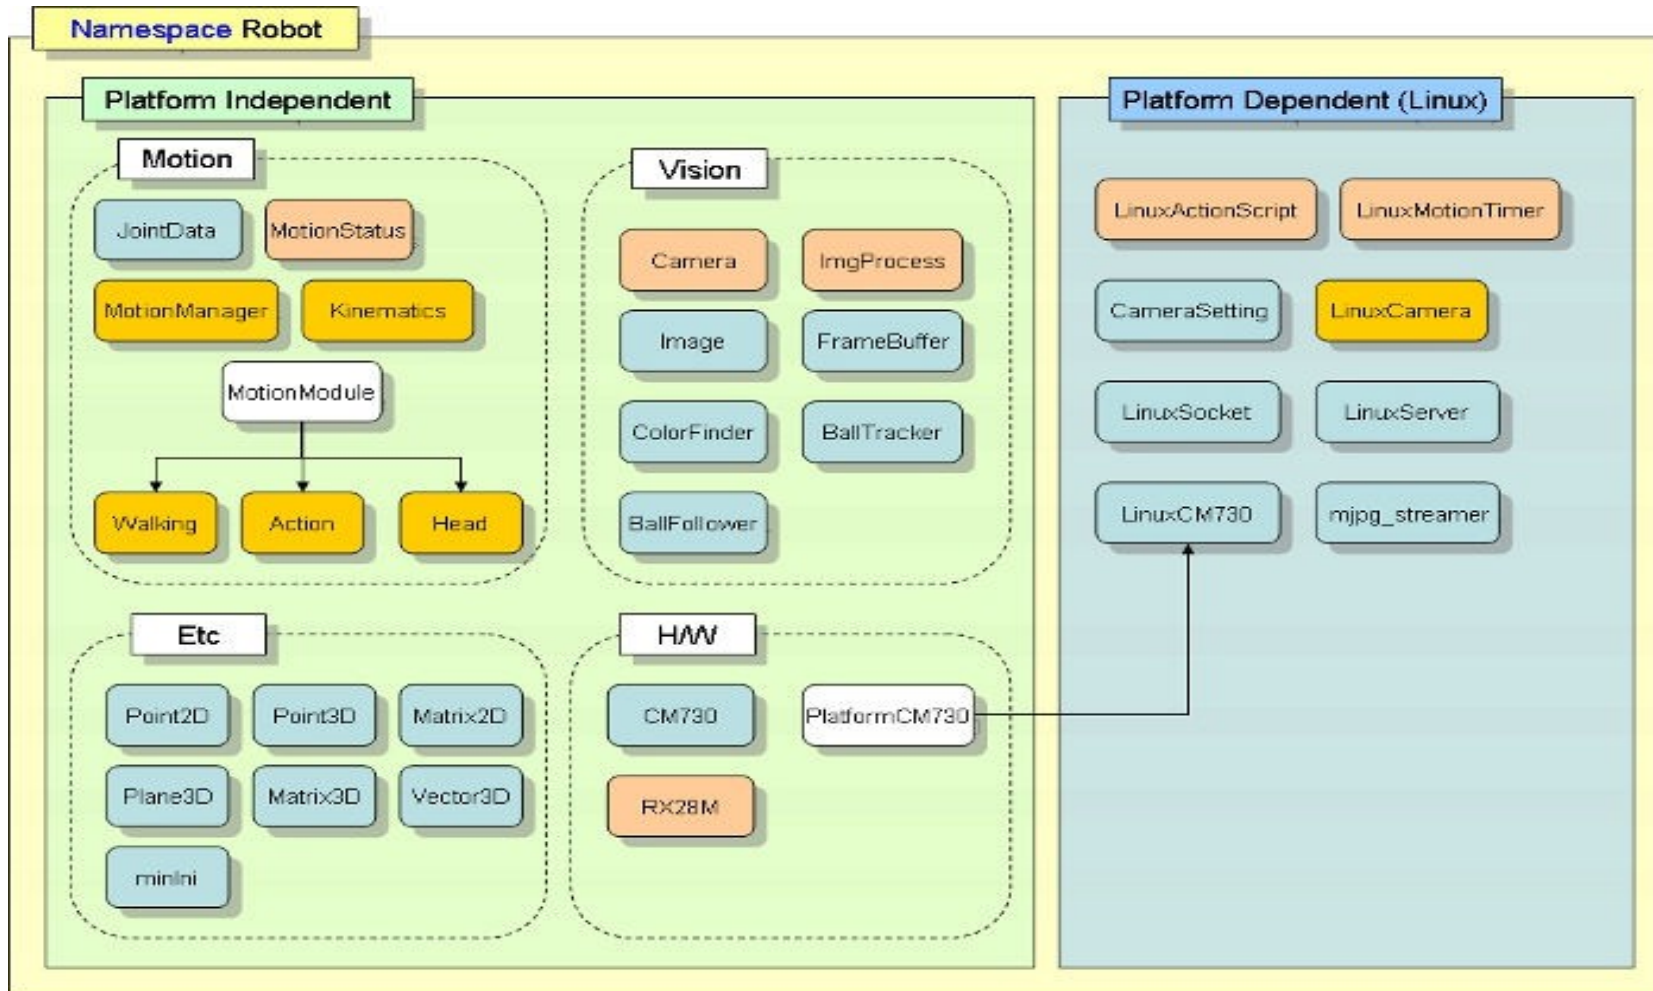 Namespace Robot
Platform Independent
Motion
JointData
MotionStatus
MotionManager
Kinematics
MotionModule
Walking
Action
Head
Vision
Camera
ImgProcess
Image
FrameBuffer
ColorFinder
BallTracker
BallFollower
Etc
Point2D
Point3D
Matrix2D
Plane3D
Matrix3D
Vector3D
minIni
H/W
CM730
PlatformCM730
RX28M
Platform Dependent (Linux)
LinuxActionScript
LinuxMotionTimer
CameraSetting
LinuxCamera
LinuxSocket
LinuxServer
LinuxCM730
mjpg_streamer